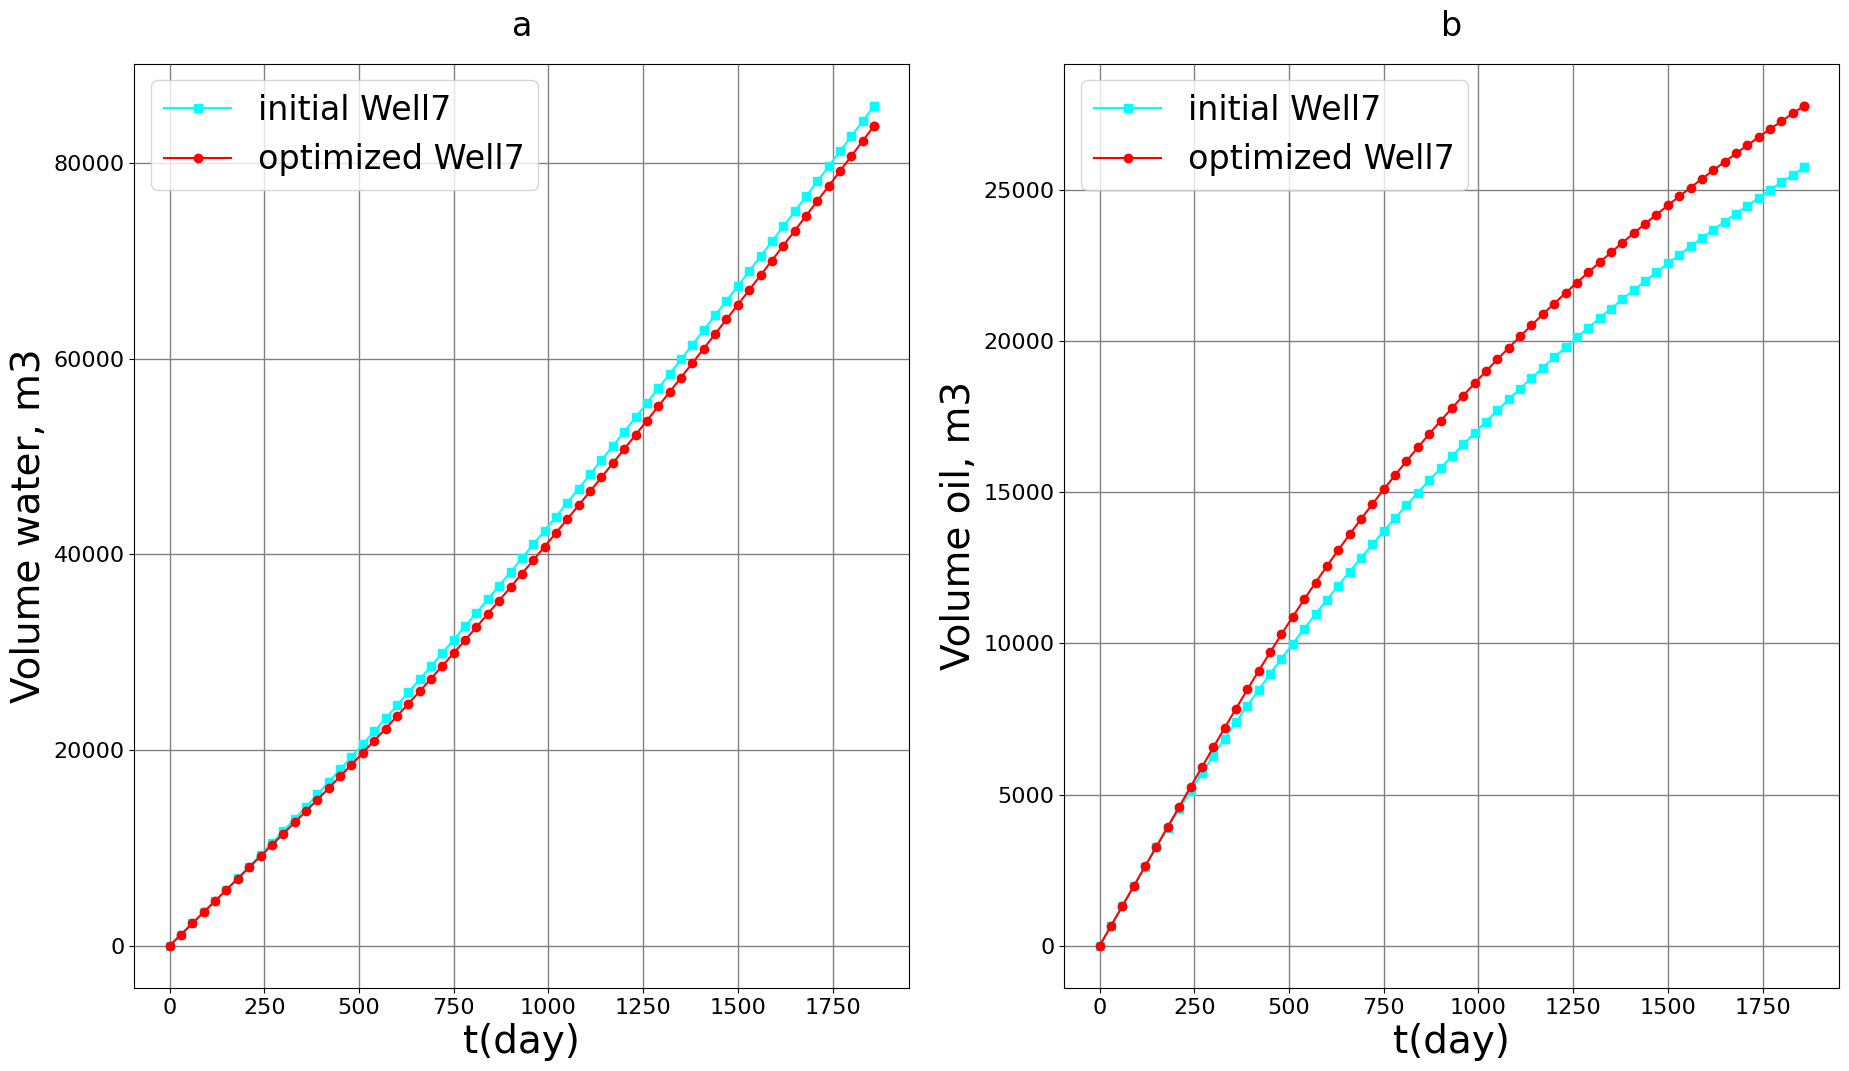 a
initial Well7
optimized Well7
Volume water, m3
80000
60000
40000
20000
0
0 250 500 750 1000 1250 1500 1750
t(day)
b
initial Well7
optimized Well7
Volume oil, m3
25000
20000
15000
10000
5000
0
0 250 500 750 1000 1250 1500 1750
t(day)